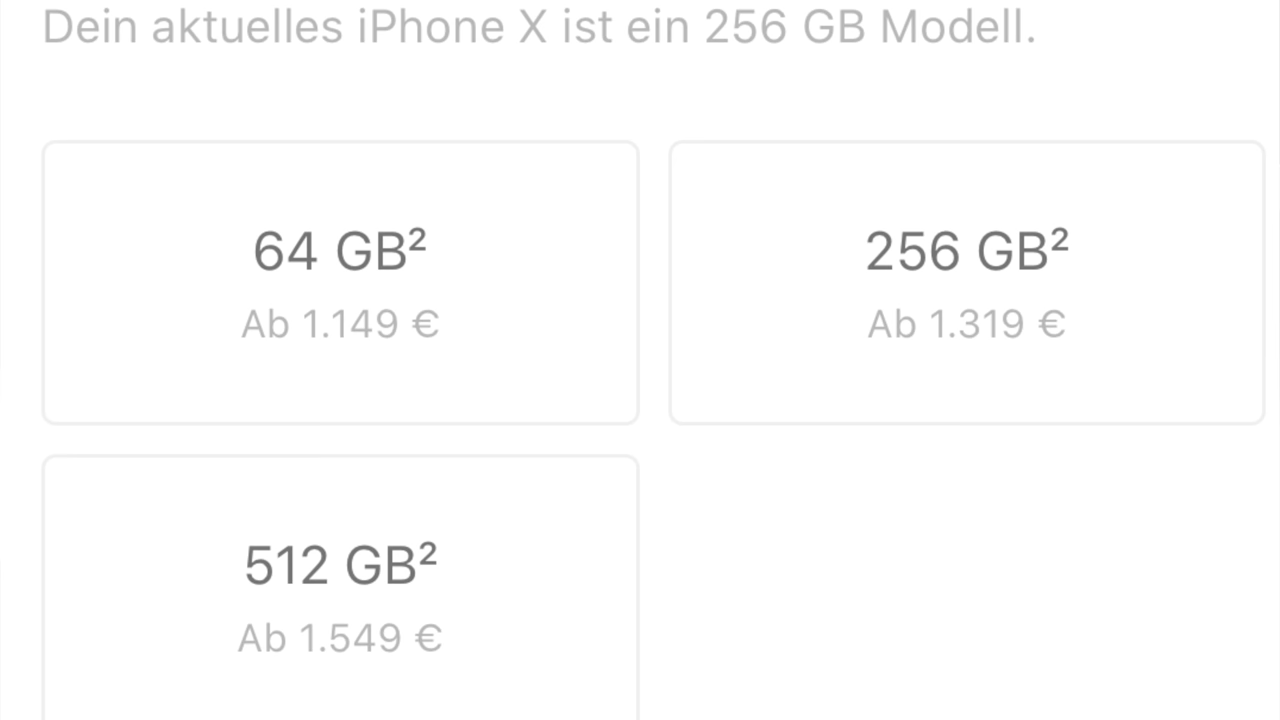 Dein aktuelles iPhone X ist ein 256 GB Modell.
64 GB²
Ab 1.149 €
256 GB²
Ab 1.319 €
512 GB²
Ab 1.549 €